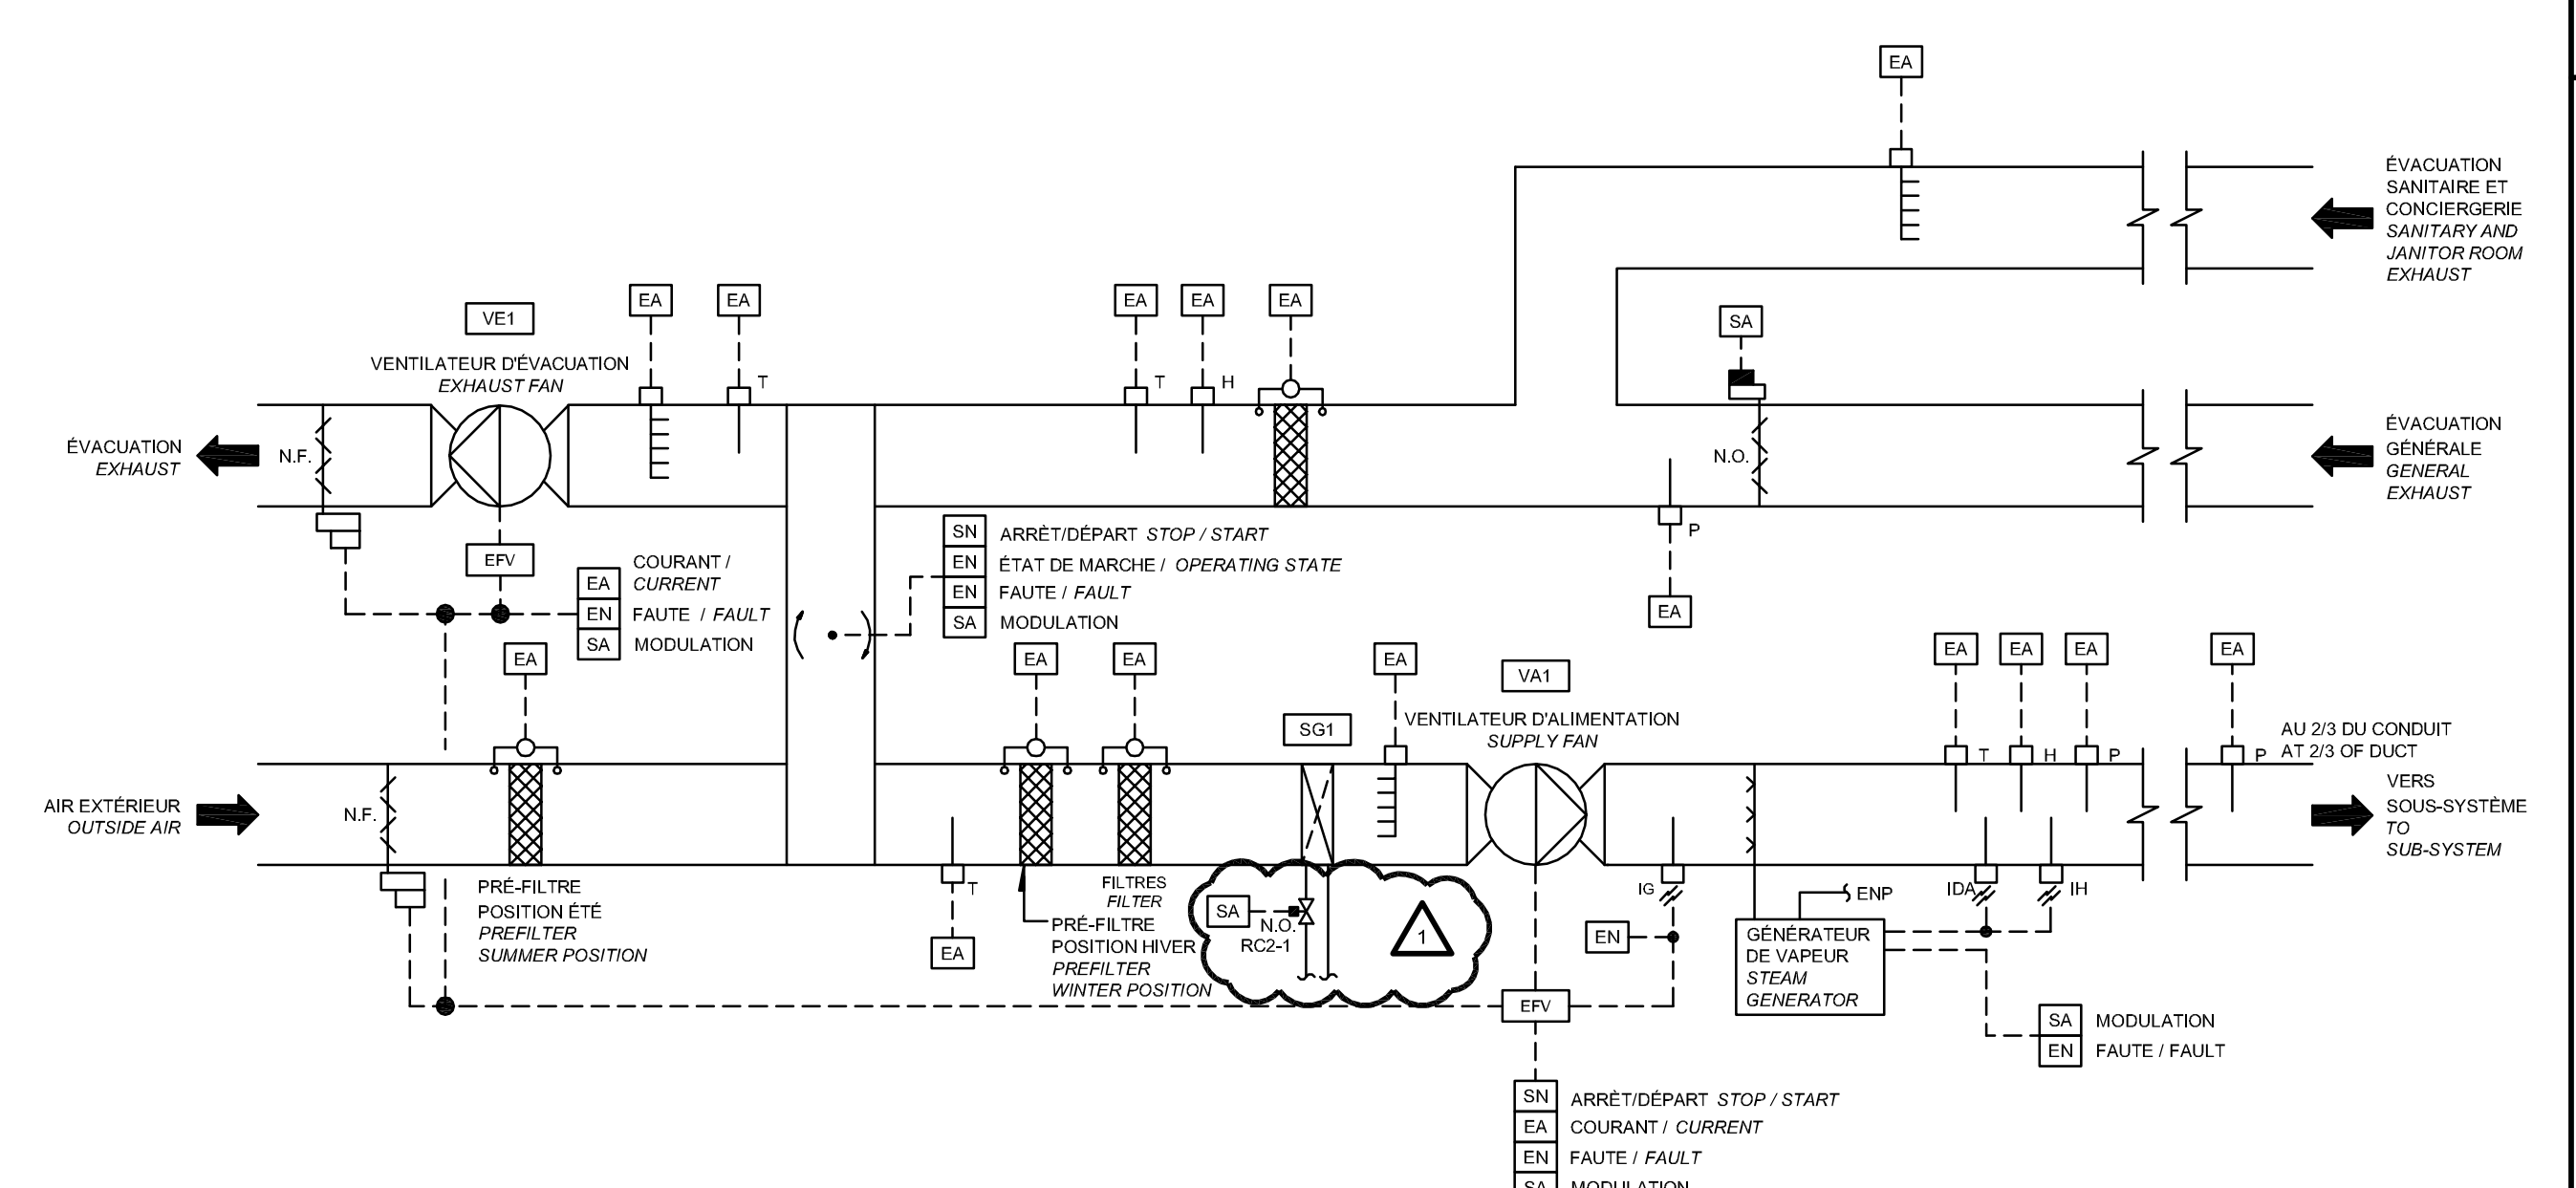 EA
ÉVACUATION
SANITAIRE ET
CONCIERGERIE
SANITARY AND
JANITOR ROOM
EXHAUST
EA
EA
EA
EA
EA
SA
VE1
VENTILATEUR D'ÉVACUATION
EXHAUST FAN
T
T
H
ÉVACUATION
EXHAUST
N.F.
N.O.
ÉVACUATION
GÉNÉRALE
GENERAL
EXHAUST
P
EA
EFV
EA
COURANT /
CURRENT
EN FAUTE / FAULT
SA MODULATION
SN ARRÈT/DÉPART STOP / START
EN ÉTAT DE MARCHE / OPERATING STATE
EN FAUTE / FAULT
SA MODULATION
EA
EA
EA
EA
VA1
EA
EA
EA
EA
SG1
VENTILATEUR D'ALIMENTATION
SUPPLY FAN
T
H
P
P
AU 2/3 DU CONDUIT
AT 2/3 OF DUCT
AIR EXTÉRIEUR
OUTSIDE AIR
N.F.
VERS
SOUS-SYSTÈME
TO
SUB-SYSTEM
PRÉ-FILTRE
POSITION ÉTÉ
PREFILTER
SUMMER POSITION
T
EA
FILTRES
FILTER
PRÉ-FILTRE
POSITION HIVER
PREFILTER
WINTER POSITION
SA
N.O.
RC2-1
1
IG
EN
EFV
ENP
IDA
IH
GÉNÉRATEUR
DE VAPEUR
STEAM
GENERATOR
SA MODULATION
EN FAUTE / FAULT
SN ARRÈT/DÉPART STOP / START
EA COURANT / CURRENT
EN FAUTE / FAULT
SA MODULATION